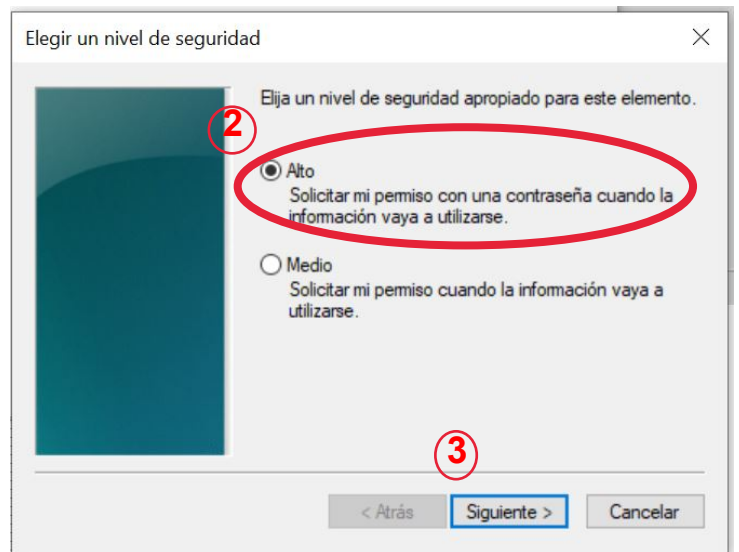 Elegir un nivel de seguridad
Elija un nivel de seguridad apropiado para este elemento.
2
Alto
Solicitar mi permiso con una contraseña cuando la
información vaya a utilizarse.
Medio
Solicitar mi permiso cuando la información vaya a
utilizarse.
3
< Atrás Siguiente > Cancelar